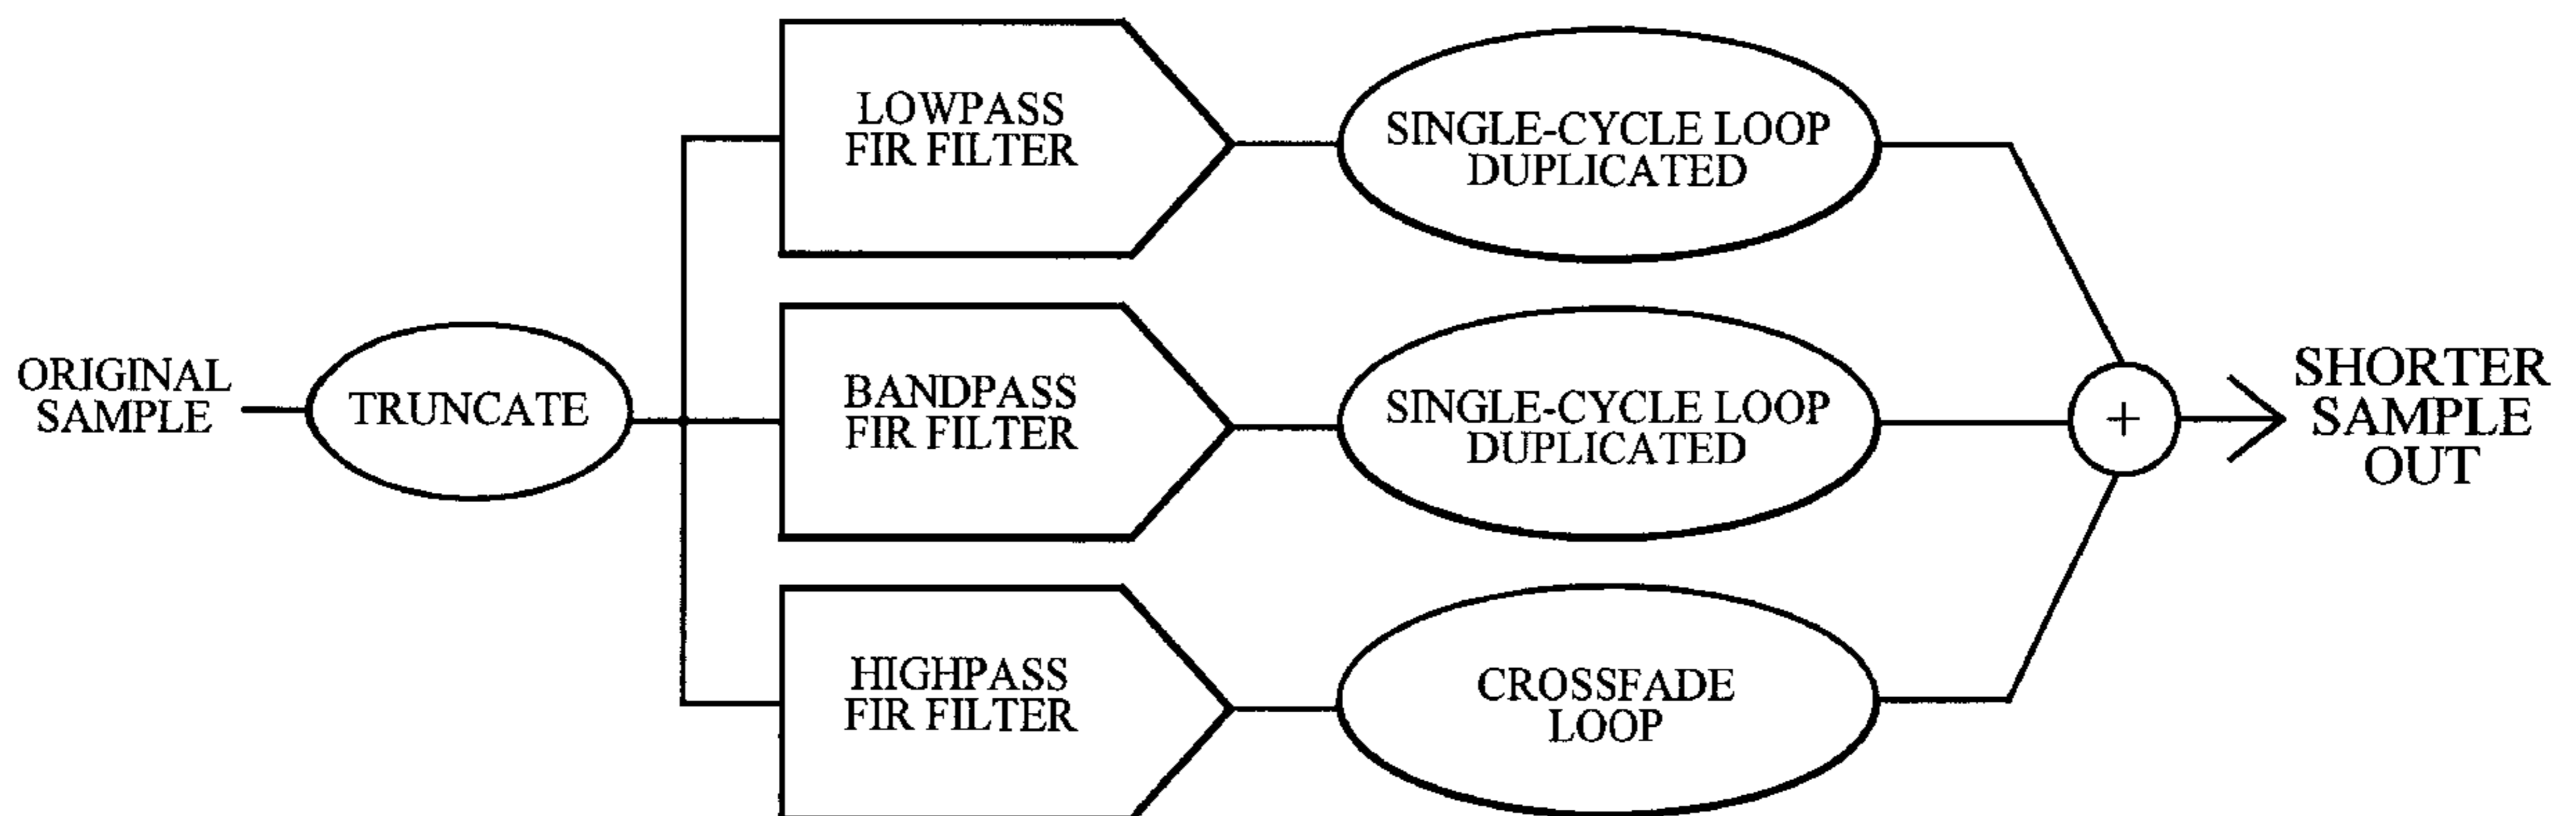 ORIGINAL
SAMPLE
TRUNCATE
LOWPASS
FIR FILTER
SINGLE-CYCLE LOOP
DUPLICATED
BANDPASS
FIR FILTER
SINGLE-CYCLE LOOP
DUPLICATED
HIGHPASS
FIR FILTER
CROSSFADE
LOOP
+
SHORTER
SAMPLE
OUT